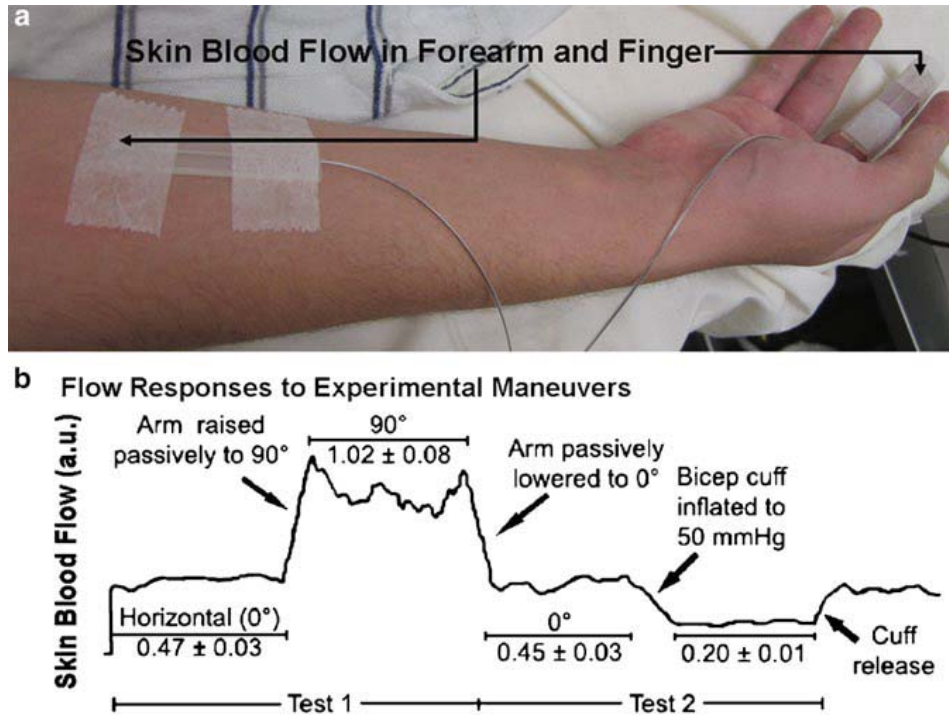 a
Skin Blood Flow in Forearm and Finger
b Flow Responses to Experimental Maneuvers
Skin Blood Flow (a.u.)
Arm raised
passively to 90°
90°
1.02 ± 0.08
Arm passively
lowered to 0°
Bicep cuff
inflated to
50 mmHg
Horizontal (0°)
0.47 ± 0.03
0°
0.45 ± 0.03
0.20 ± 0.01
Cuff
release
Test 1
Test 2